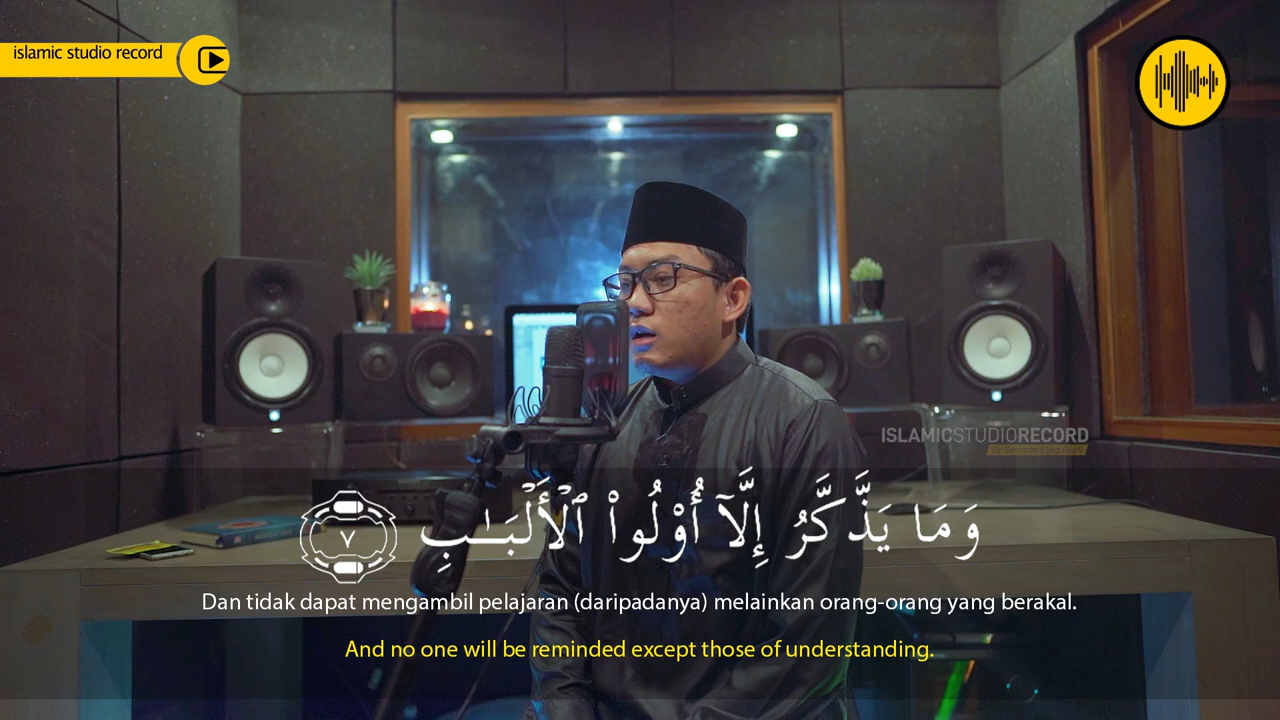 islamic studio record
ISLAMICSTUDIORECORD
وَمَا يَذَّكَّرُ إِلَّآ أُوْلُواْ ٱلْأَلْبَـٰبِ ٧
Dan tidak dapat mengambil pelajaran (daripadanya) melainkan orang-orang yang berakal.
And no one will be reminded except those of understanding.